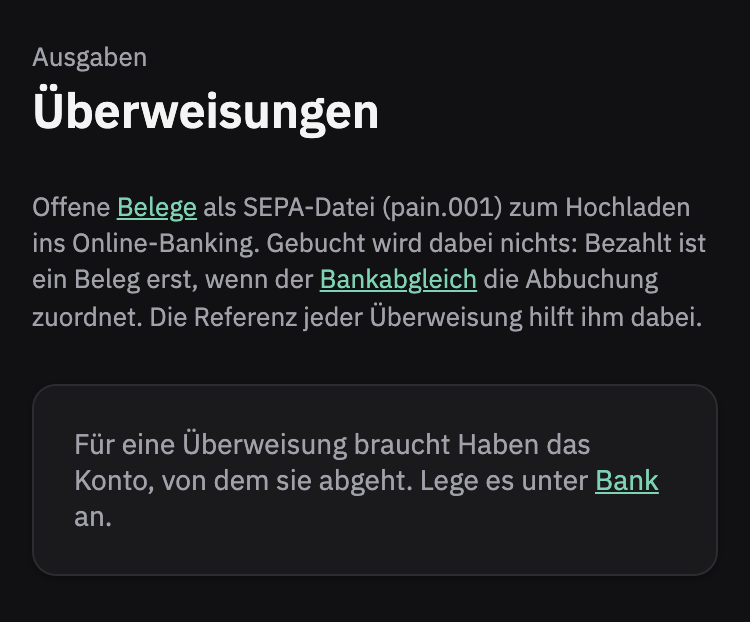 Ausgaben
Überweisungen
Offene Belege als SEPA-Datei (pain.001) zum Hochladen
ins Online-Banking. Gebucht wird dabei nichts: Bezahlt ist
ein Beleg erst, wenn der Bankabgleich die Abbuchung
zuordnet. Die Referenz jeder Überweisung hilft ihm dabei.
Für eine Überweisung braucht Haben das
Konto, von dem sie abgeht. Lege es unter Bank
an.